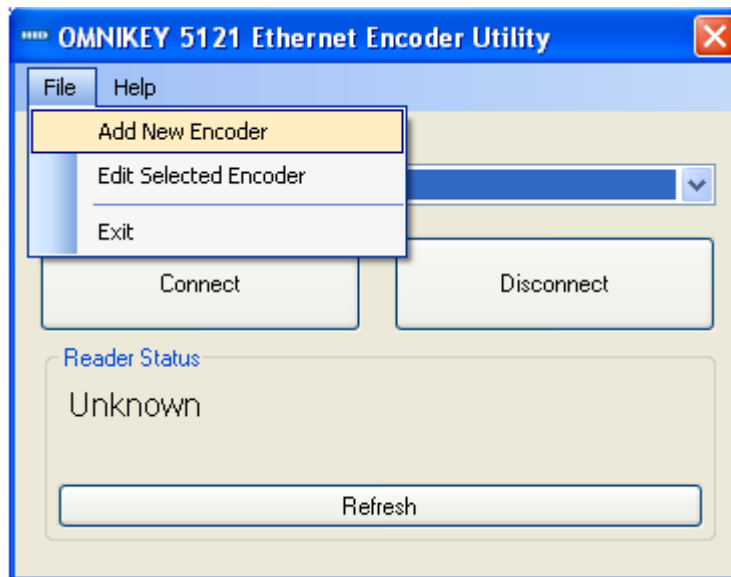 HID OMNIKEY 5121 Ethernet Encoder Utility
File Help
Add New Encoder
Edit Selected Encoder
Exit
Connect Disconnect
Reader Status
Unknown
Refresh